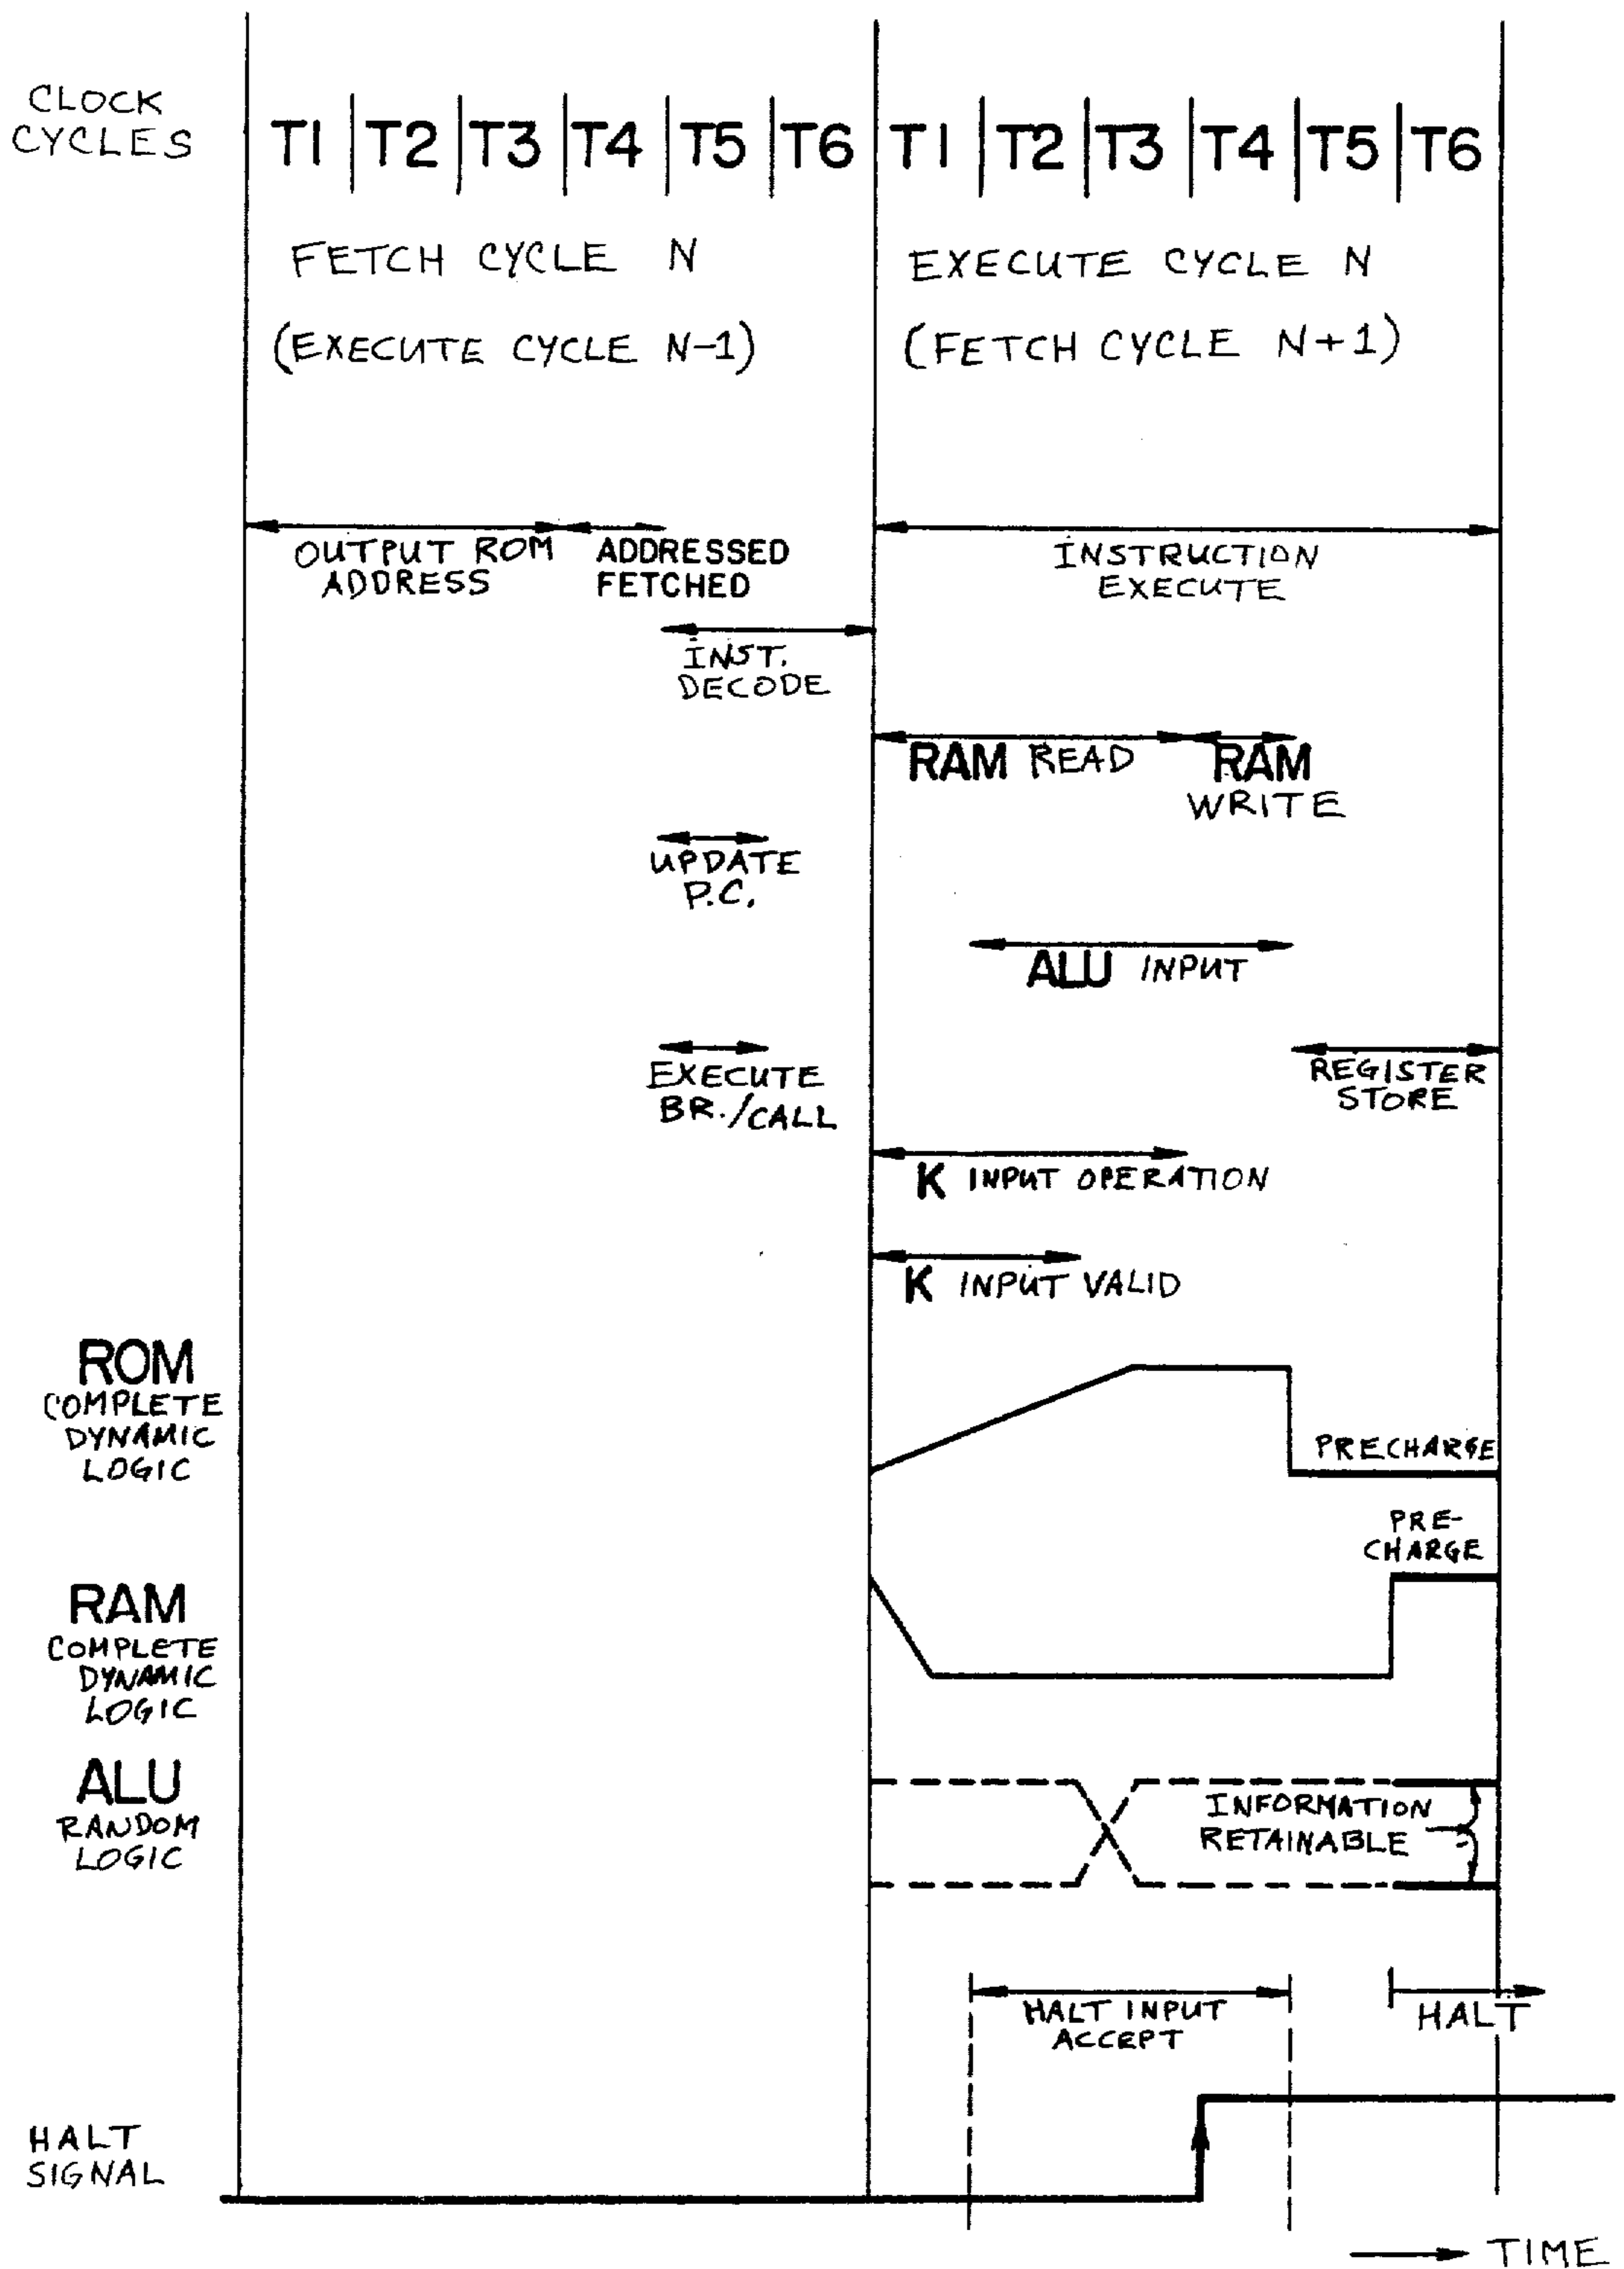 CLOCK
CYCLES
T1 T2 T3 T4 T5 T6 T1 T2 T3 T4 T5 T6
FETCH CYCLE N
(EXECUTE CYCLE N-1)
EXECUTE CYCLE N
(FETCH CYCLE N+1)
OUTPUT ROM
ADDRESS
ADDRESSED
FETCHED
INSTRUCTION
EXECUTE
INST.
DECODE
RAM READ
RAM
WRITE
UPDATE
P.C.
ALU INPUT
EXECUTE
BR./CALL
REGISTER
STORE
K INPUT OPERATION
K INPUT VALID
ROM
COMPLETE
DYNAMIC
LOGIC
PRECHARGE
PRE-
CHARGE
RAM
COMPLETE
DYNAMIC
LOGIC
ALU
RANDOM
LOGIC
INFORMATION
RETAINABLE
HALT INPUT
ACCEPT
HALT
HALT
SIGNAL
TIME